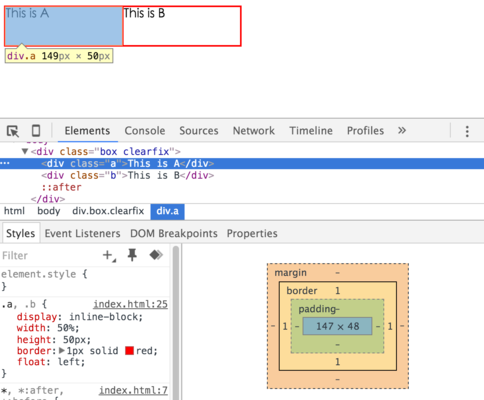 This is A This is B
div.a 149px × 50px
Elements Console Sources Network Timeline Profiles »
▼<div class="box clearfix">
··· <div class="a">This is A</div>
<div class="b">This is B</div>
::after
</div>
html body div.box.clearfix div.a
Styles Event Listeners DOM Breakpoints Properties
Filter
element.style {
}
.a, .b { index.html:25
display: inline-block;
width: 50%;
height: 50px;
border:▶1px solid red;
float: left;
}
*, *:after, index.html:7
margin -
border 1
padding-
- 1 - 147 × 48 - 1 -
-
1
-